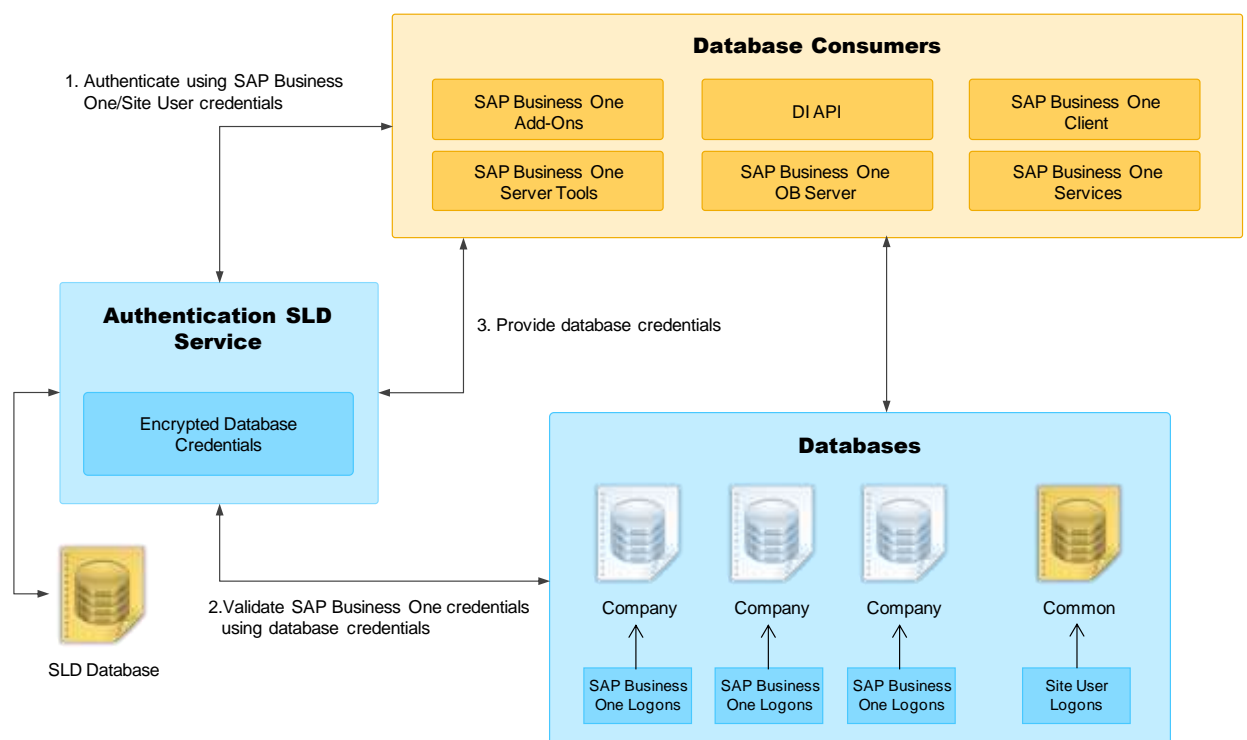 Database Consumers
1. Authenticate using SAP Business
One/Site User credentials
SAP Business One
Add-Ons
DI API
SAP Business One
Client
SAP Business One
Server Tools
SAP Business One
OB Server
SAP Business One
Services
Authentication SLD
Service
3. Provide database credentials
Encrypted Database
Credentials
Databases
2.Validate SAP Business One credentials
using database credentials
Company
Company
Company
Common
SLD Database
SAP Business
One Logons
SAP Business
One Logons
SAP Business
One Logons
Site User
Logons